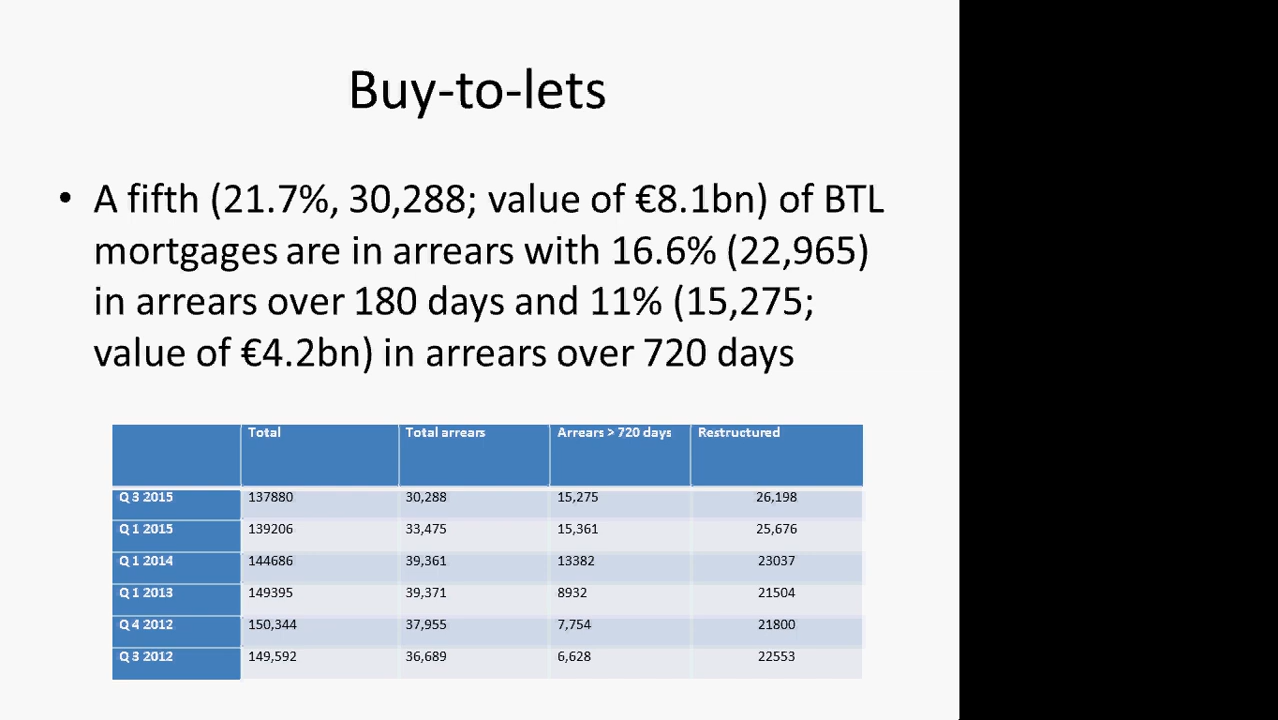 Buy-to-lets
• A fifth (21.7%, 30,288; value of €8.1bn) of BTL
mortgages are in arrears with 16.6% (22,965)
in arrears over 180 days and 11% (15,275;
value of €4.2bn) in arrears over 720 days
Total Total arrears Arrears > 720 days Restructured
Q 3 2015 137880 30,288 15,275 26,198
Q 1 2015 139206 33,475 15,361 25,676
Q 1 2014 144686 39,361 13382 23037
Q 1 2013 149395 39,371 8932 21504
Q 4 2012 150,344 37,955 7,754 21800
Q 3 2012 149,592 36,689 6,628 22553